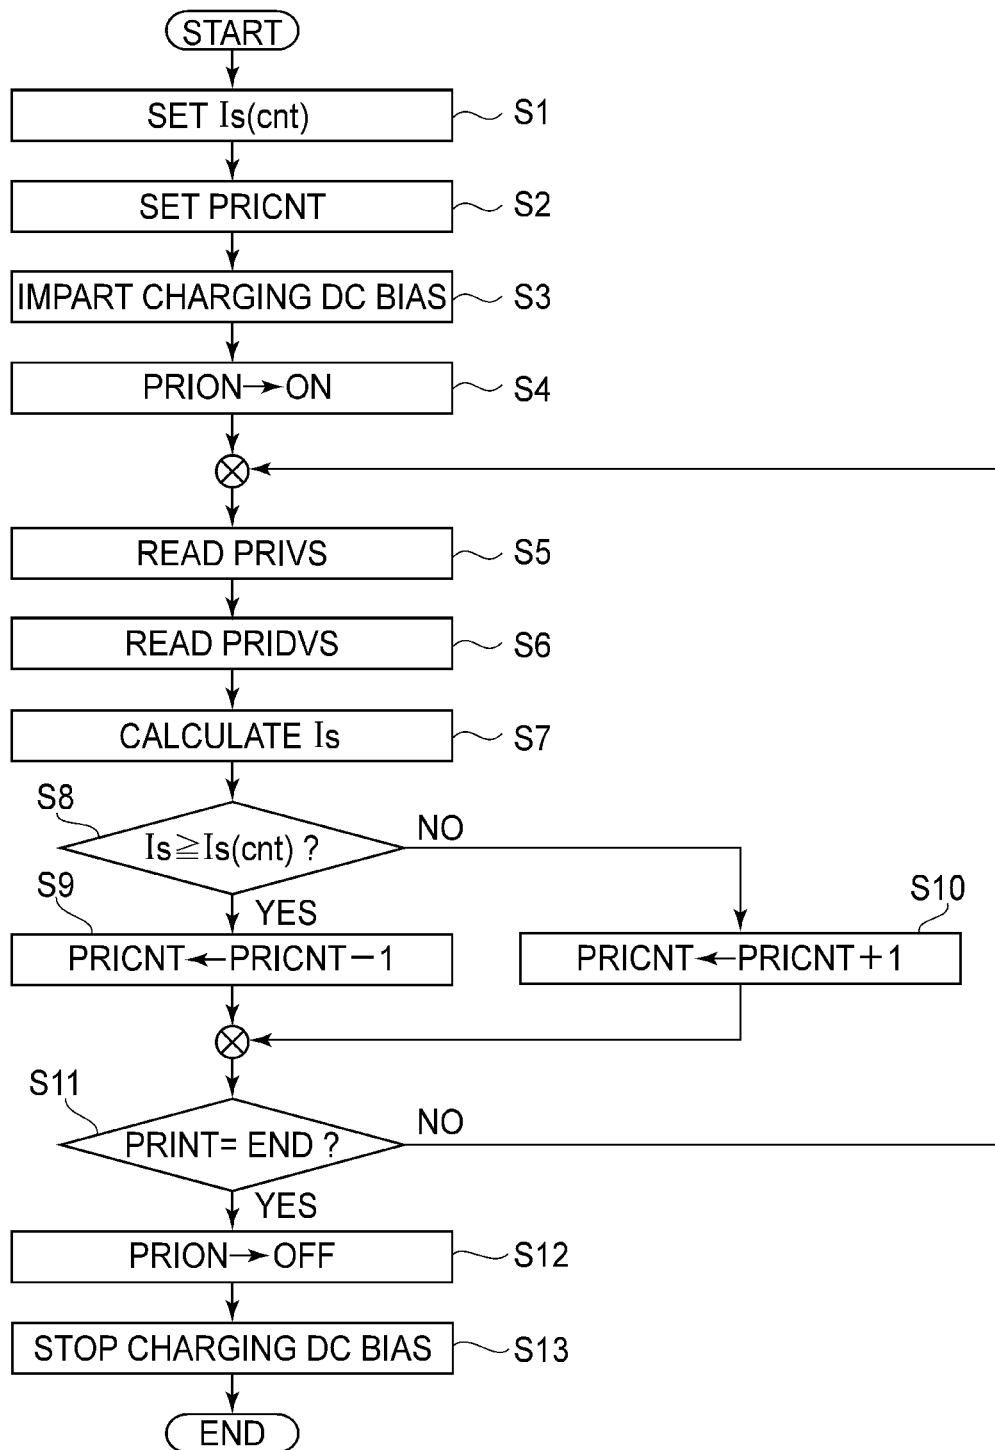 START
SET Is(cnt)
S1
SET PRICNT
S2
IMPART CHARGING DC BIAS
S3
PRION→ON
S4
READ PRIVS
S5
READ PRIDVS
S6
CALCULATE Is
S7
S8
Is≧Is(cnt) ?
NO
YES
S9
PRICNT←PRICNT−1
S10
PRICNT←PRICNT+1
S11
PRINT= END ?
NO
YES
PRION→OFF
S12
STOP CHARGING DC BIAS
S13
END